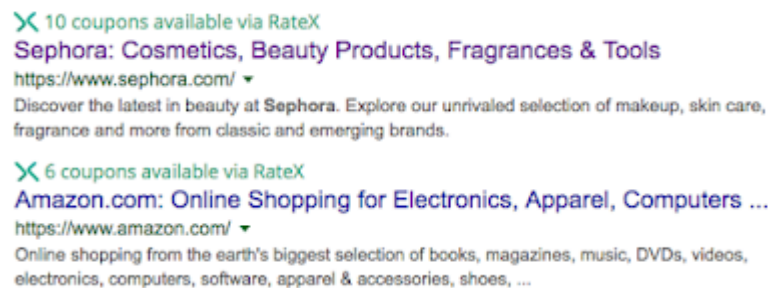 10 coupons available via RateX
Sephora: Cosmetics, Beauty Products, Fragrances & Tools
https://www.sephora.com/
Discover the latest in beauty at Sephora. Explore our unrivaled selection of makeup, skin care,
fragrance and more from classic and emerging brands.
6 coupons available via RateX
Amazon.com: Online Shopping for Electronics, Apparel, Computers ...
https://www.amazon.com/
Online shopping from the earth's biggest selection of books, magazines, music, DVDs, videos,
electronics, computers, software, apparel & accessories, shoes, ...